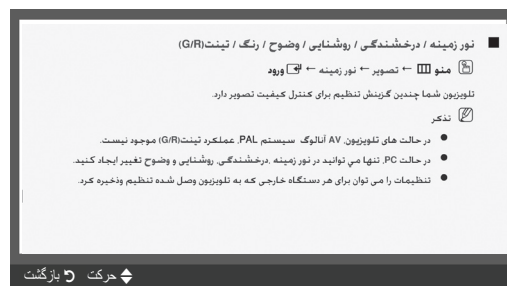 نور زمینه / درخشندگی / روشنایی / وضوح / رنگ / تینت(G/R)
منو ← تصویر ← نور زمینه ← ورود
تلویزیون شما چندین گزینش تنظیم برای کنترل کیفیت تصویر دارد.
تذکر
در حالت های تلویزیون, AV آنالوگ سیستم PAL, عملکرد تینت(G/R) موجود نیست.
در حالت PC, تنها مي توانید در نور زمینه ,درخشندگی, روشنایی و وضوح تغییر ایجاد کنید.
تنظیمات را می توان برای هر دستگاه خارجی که به تلویزیون وصل شده تنظیم وذخیره کرد.
حرکت بازگشت